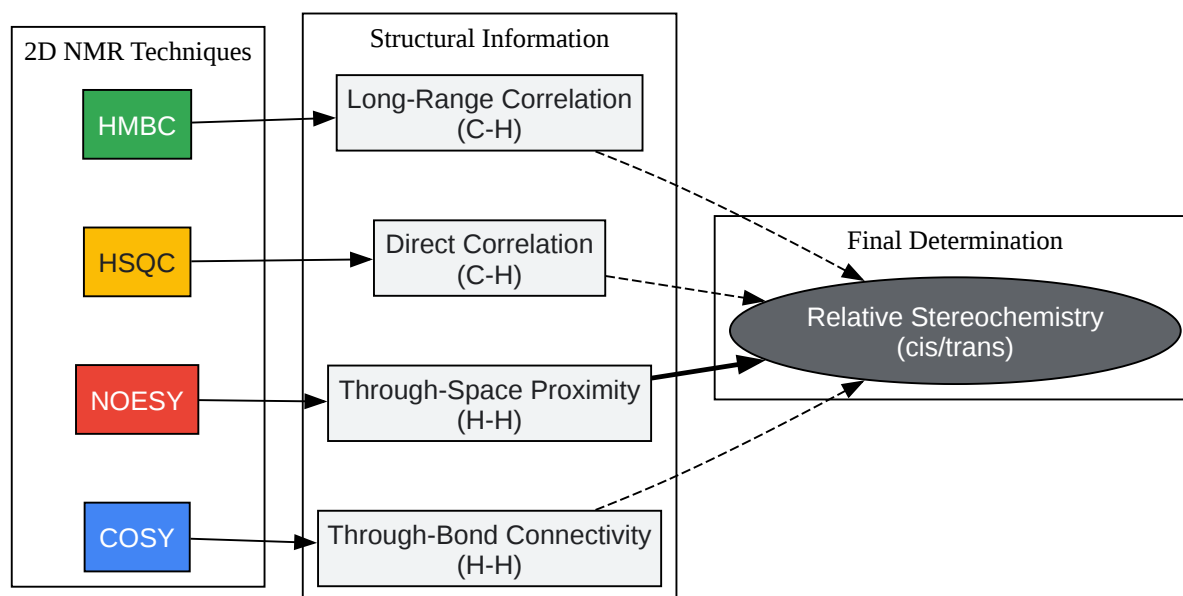 2D NMR Techniques
HMBC
HSQC
NOESY
COSY
Structural Information
Long-Range Correlation
(C-H)
Direct Correlation
(C-H)
Through-Space Proximity
(H-H)
Through-Bond Connectivity
(H-H)
Final Determination
Relative Stereochemistry
(cis/trans)